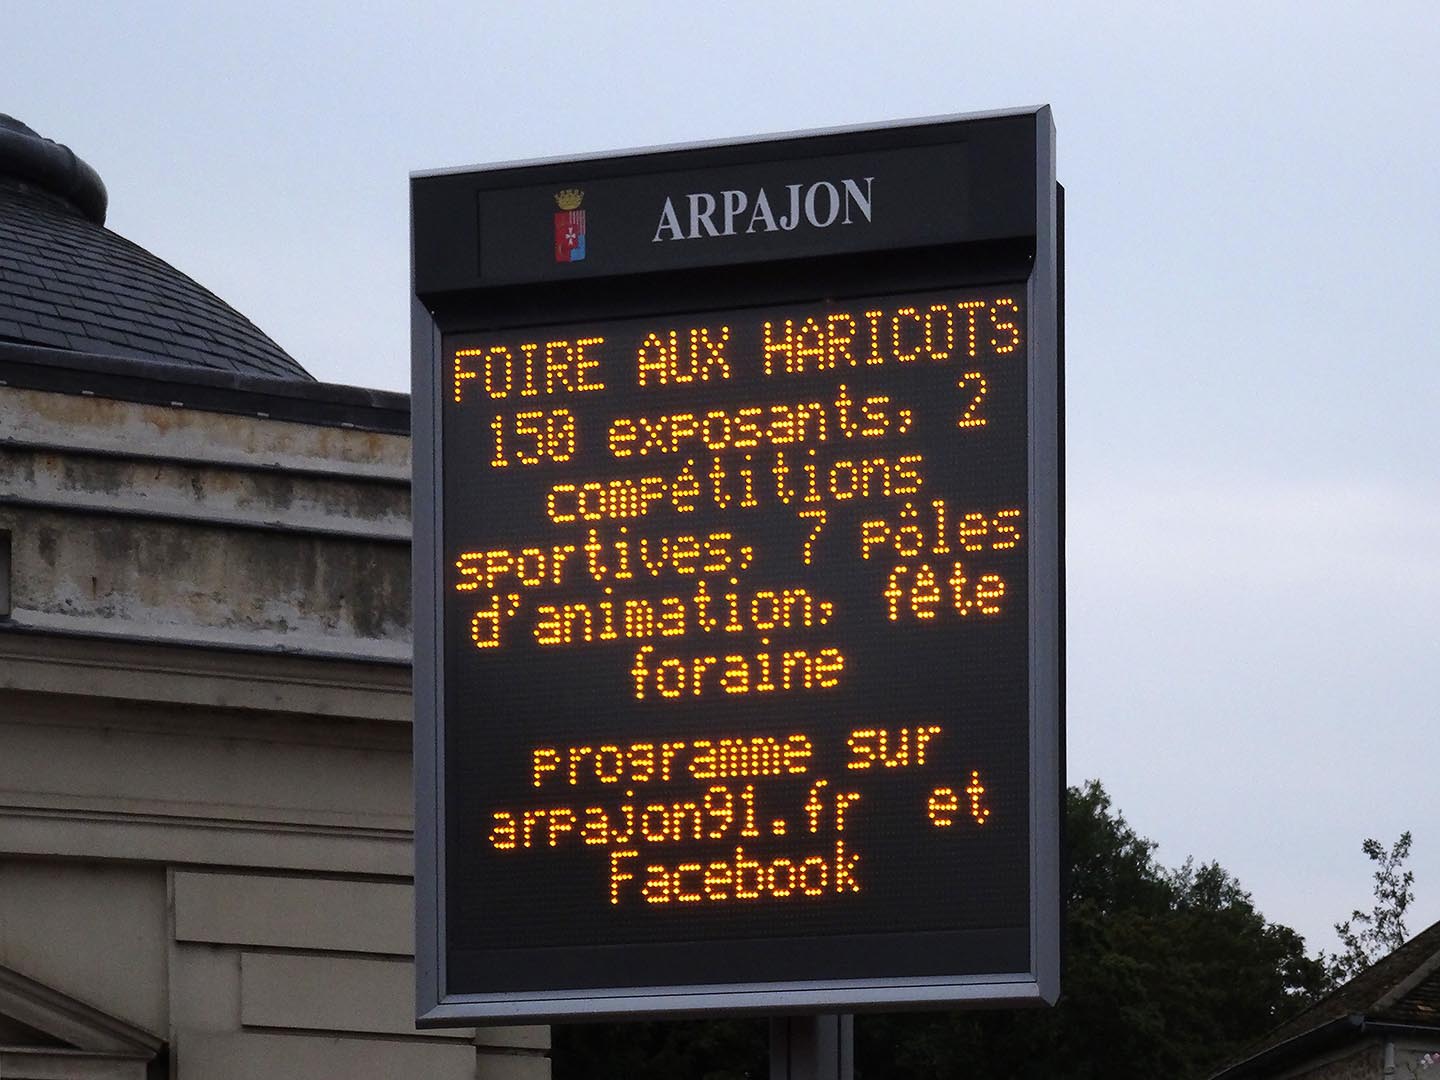 ARPAJON
FOIRE AUX HARICOTS
150 exposants, 2
compétitions
sportives, 7 pôles
d'animation, fête
foraine
programme sur
arpajon91.fr et
Facebook